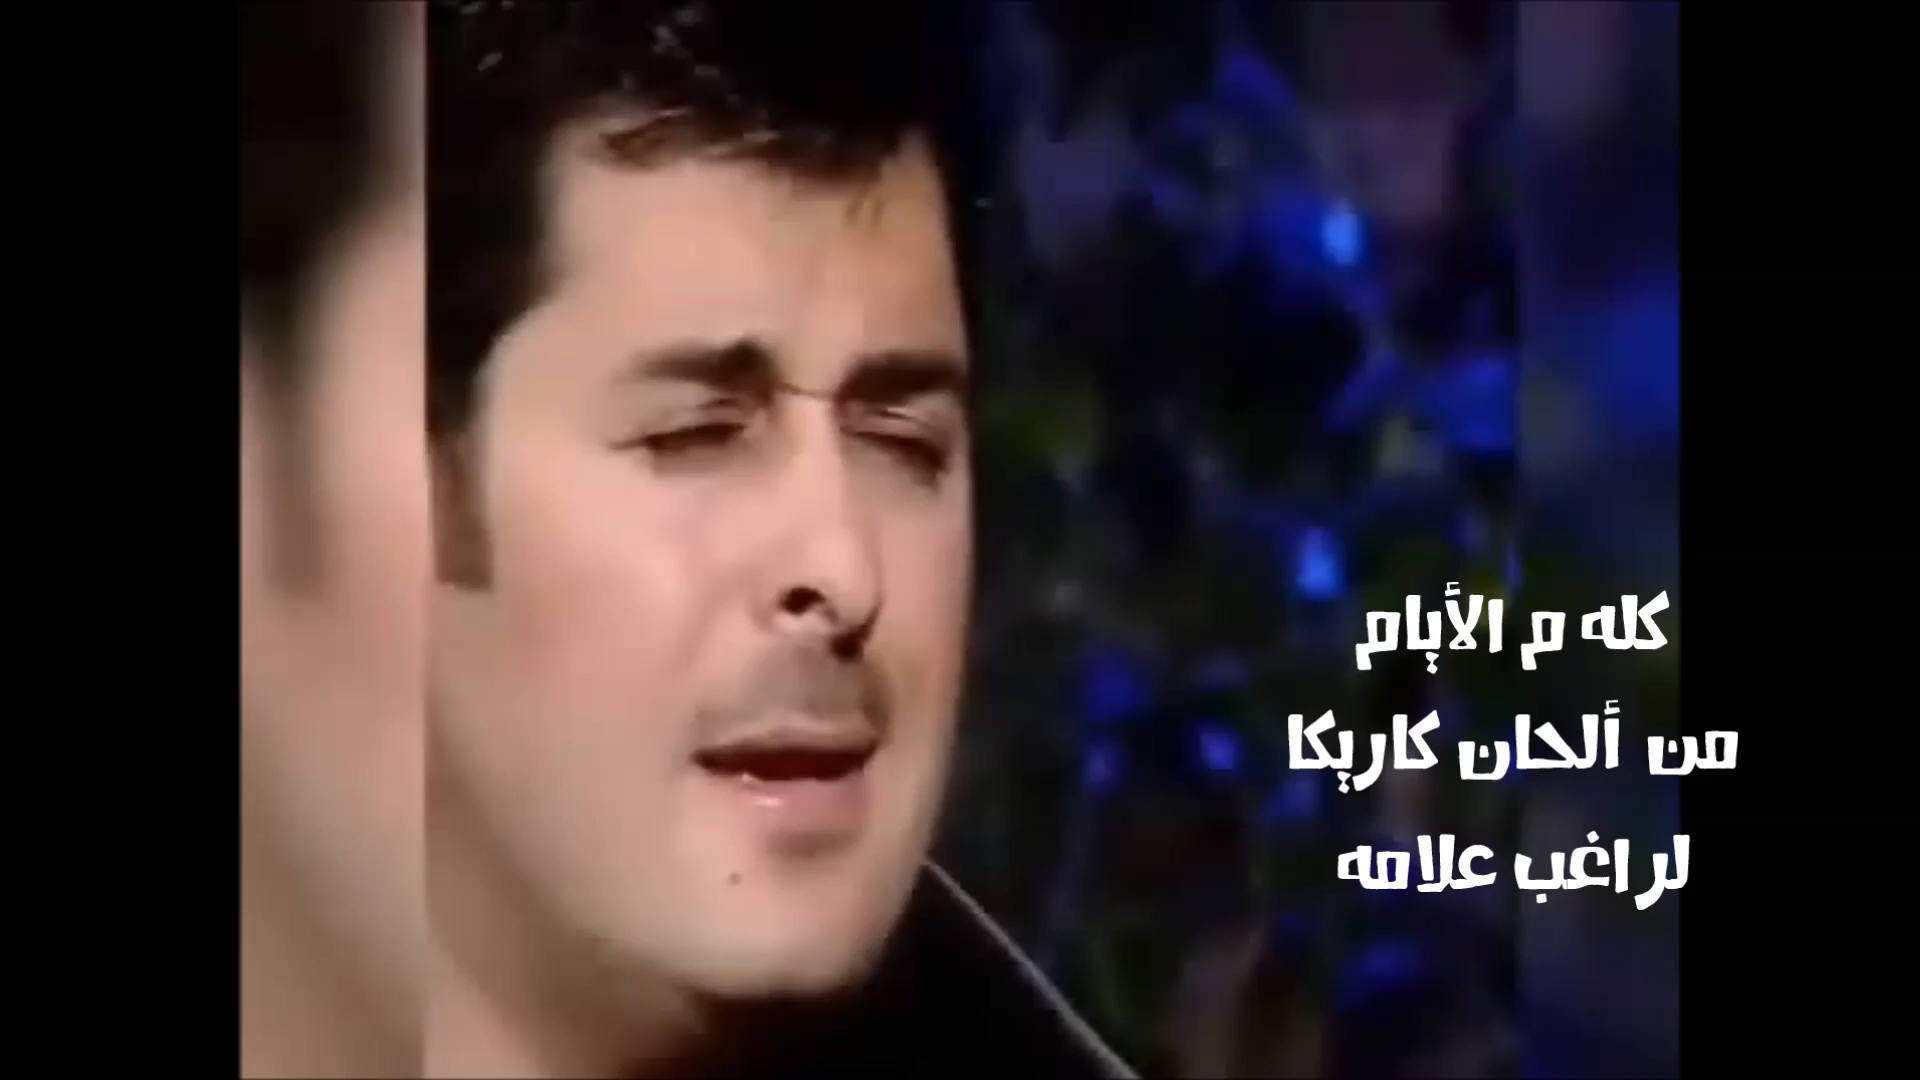 كله م الأيام
من ألحان كاريكا
لراغب علامه